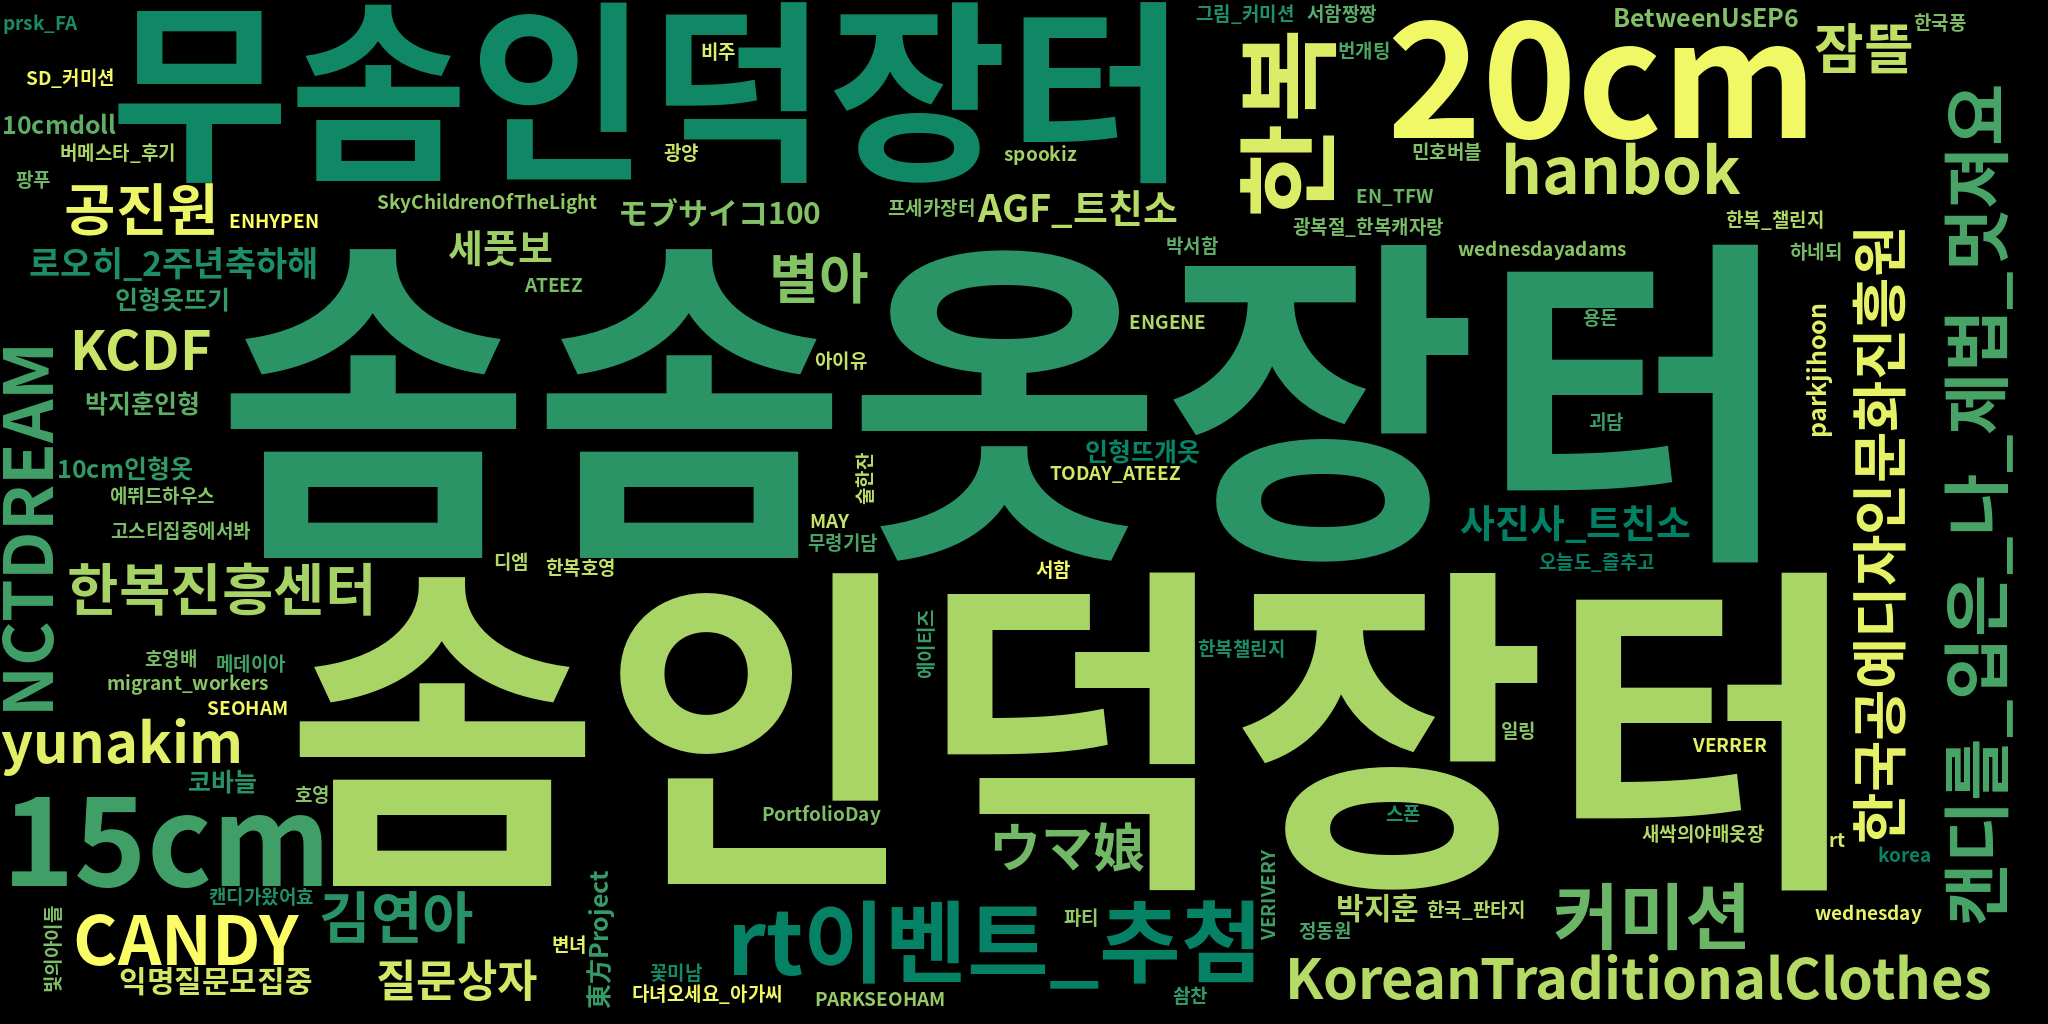 prsk_FA
무솜인덕장터
비주
그림_커미션
서함짱짱
한복
번개팅
20cm
BetweenUsEP6
잠뜰
한국풍
SD_커미션
10cmdoll
버메스타_후기
광양
spookiz
민호버블
hanbok
팡푸
공진원
ENHYPEN
SkyChildrenOfTheLight
モブサイコ100
프세카장터
AGF_트친소
EN_TFW
광복절_한복캐자랑
한복_챌린지
로오히_2주년축하해
세풋보
별아
박서함
wednesdayadams
하네되
인형옷뜨기
ATEEZ
솜솜옷장터
ENGENE
용돈
parkjihoon
한국공예디자인문화진흥원
캔디를_입은_나_제법_멋져요
KCDF
아이유
박지훈인형
괴담
NCTDREAM
10cm인형옷
인형뜨개옷
TODAY_ATEEZ
술한잔
에뛰드하우스
고스티집중에서봐
MAY
무령기담
사진사_트친소
오늘도_즐추고
디엠
한복호영
서함
한복진흥센터
솜인덕장터
에이티즈
한복챌린지
호영배
메데이아
migrant_workers
SEOHAM
yunakim
일링
VERRER
코바늘
호영
15cm
PortfolioDay
ウマ娘
스폰
새싹의야매옷장
rt
korea
캔디가왔어효
김연아
東方Project
rt이벤트_추첨
파티
VERIVERY
박지훈
한국_판타지
정동원
커미션
wednesday
빛의아이들
CANDY
익명질문모집중
질문상자
변녀
꽃미남
다녀오세요_아가씨
PARKSEOHAM
쇰찬
KoreanTraditionalClothes